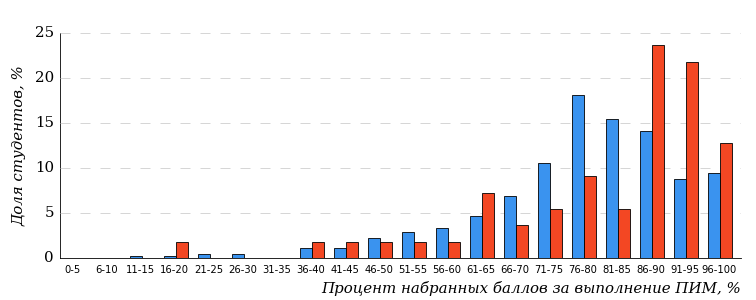 25
20
15
10
5
0
Доля студентов, %
0-5 6-10 11-15 16-20 21-25 26-30 31-35 36-40 41-45 46-50 51-55 56-60 61-65 66-70 71-75 76-80 81-85 86-90 91-95 96-100
Процент набранных баллов за выполнение ПИМ, %